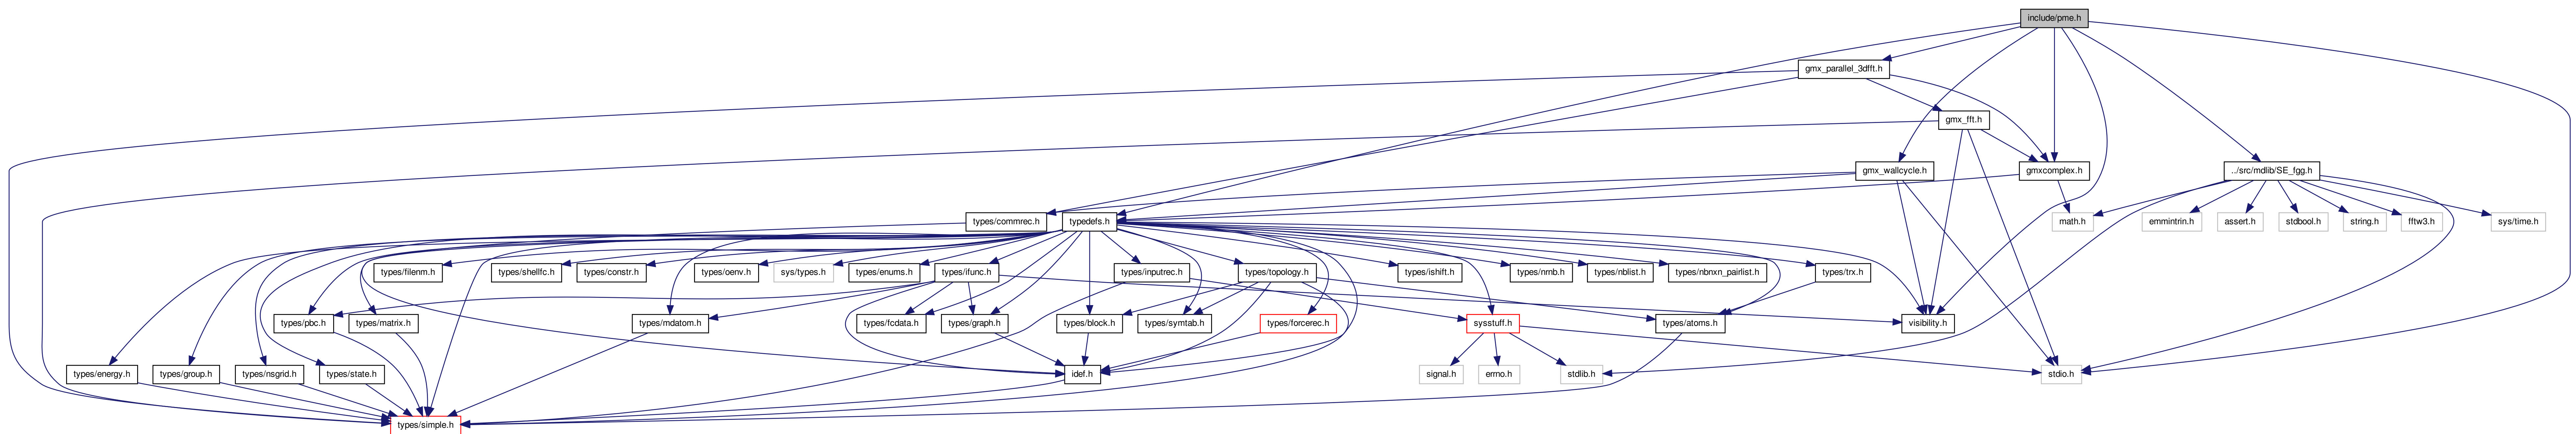 include/pme.h
gmx_parallel_3dfft.h
gmx_fft.h
gmx_wallcycle.h
gmxcomplex.h
../src/mdlib/SE_fgg.h
types/commrec.h
typedefs.h
math.h
emmintrin.h
assert.h
stdbool.h
string.h
fftw3.h
sys/time.h
types/filenm.h
types/shellfc.h
types/constr.h
types/oenv.h
sys/types.h
types/enums.h
types/ifunc.h
types/inputrec.h
types/topology.h
types/ishift.h
types/nrnb.h
types/nblist.h
types/nbnxn_pairlist.h
types/trx.h
types/pbc.h
types/matrix.h
types/mdatom.h
types/fcdata.h
types/graph.h
types/block.h
types/symtab.h
types/forcerec.h
sysstuff.h
types/atoms.h
visibility.h
types/energy.h
types/group.h
types/nsgrid.h
types/state.h
idef.h
signal.h
errno.h
stdlib.h
stdio.h
types/simple.h